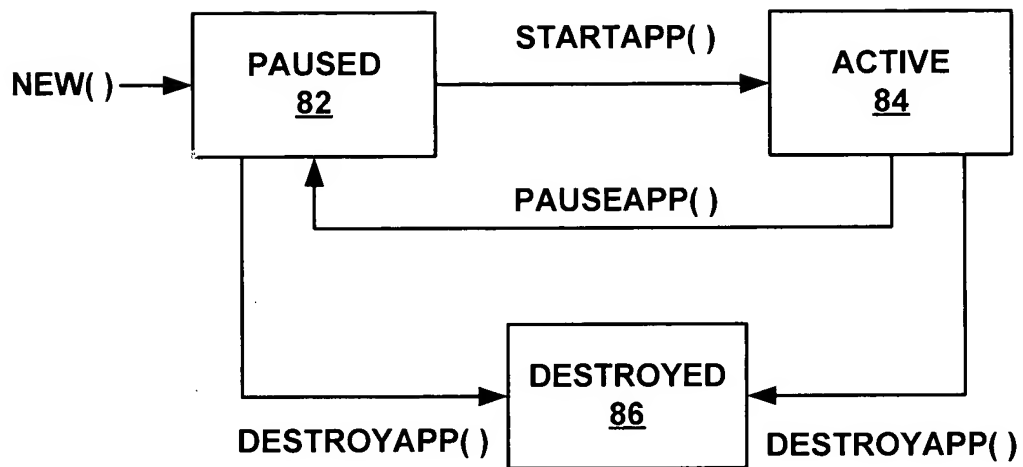 STARTAPP( )
PAUSED
82
ACTIVE
84
NEW( )
PAUSEAPP( )
DESTROYED
86
DESTROYAPP( )
DESTROYAPP( )